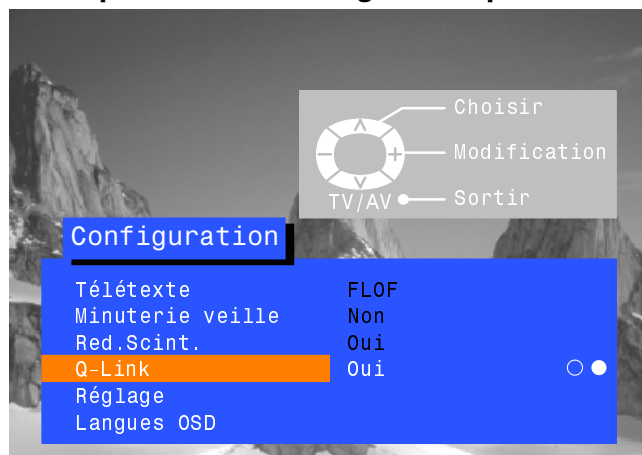 Choisir
Modification
TV/AV Sortir
Configuration
Télétexte FLOF
Minuterie veille Non
Red.Scint. Oui
Q-Link Oui
Réglage
Langues OSD